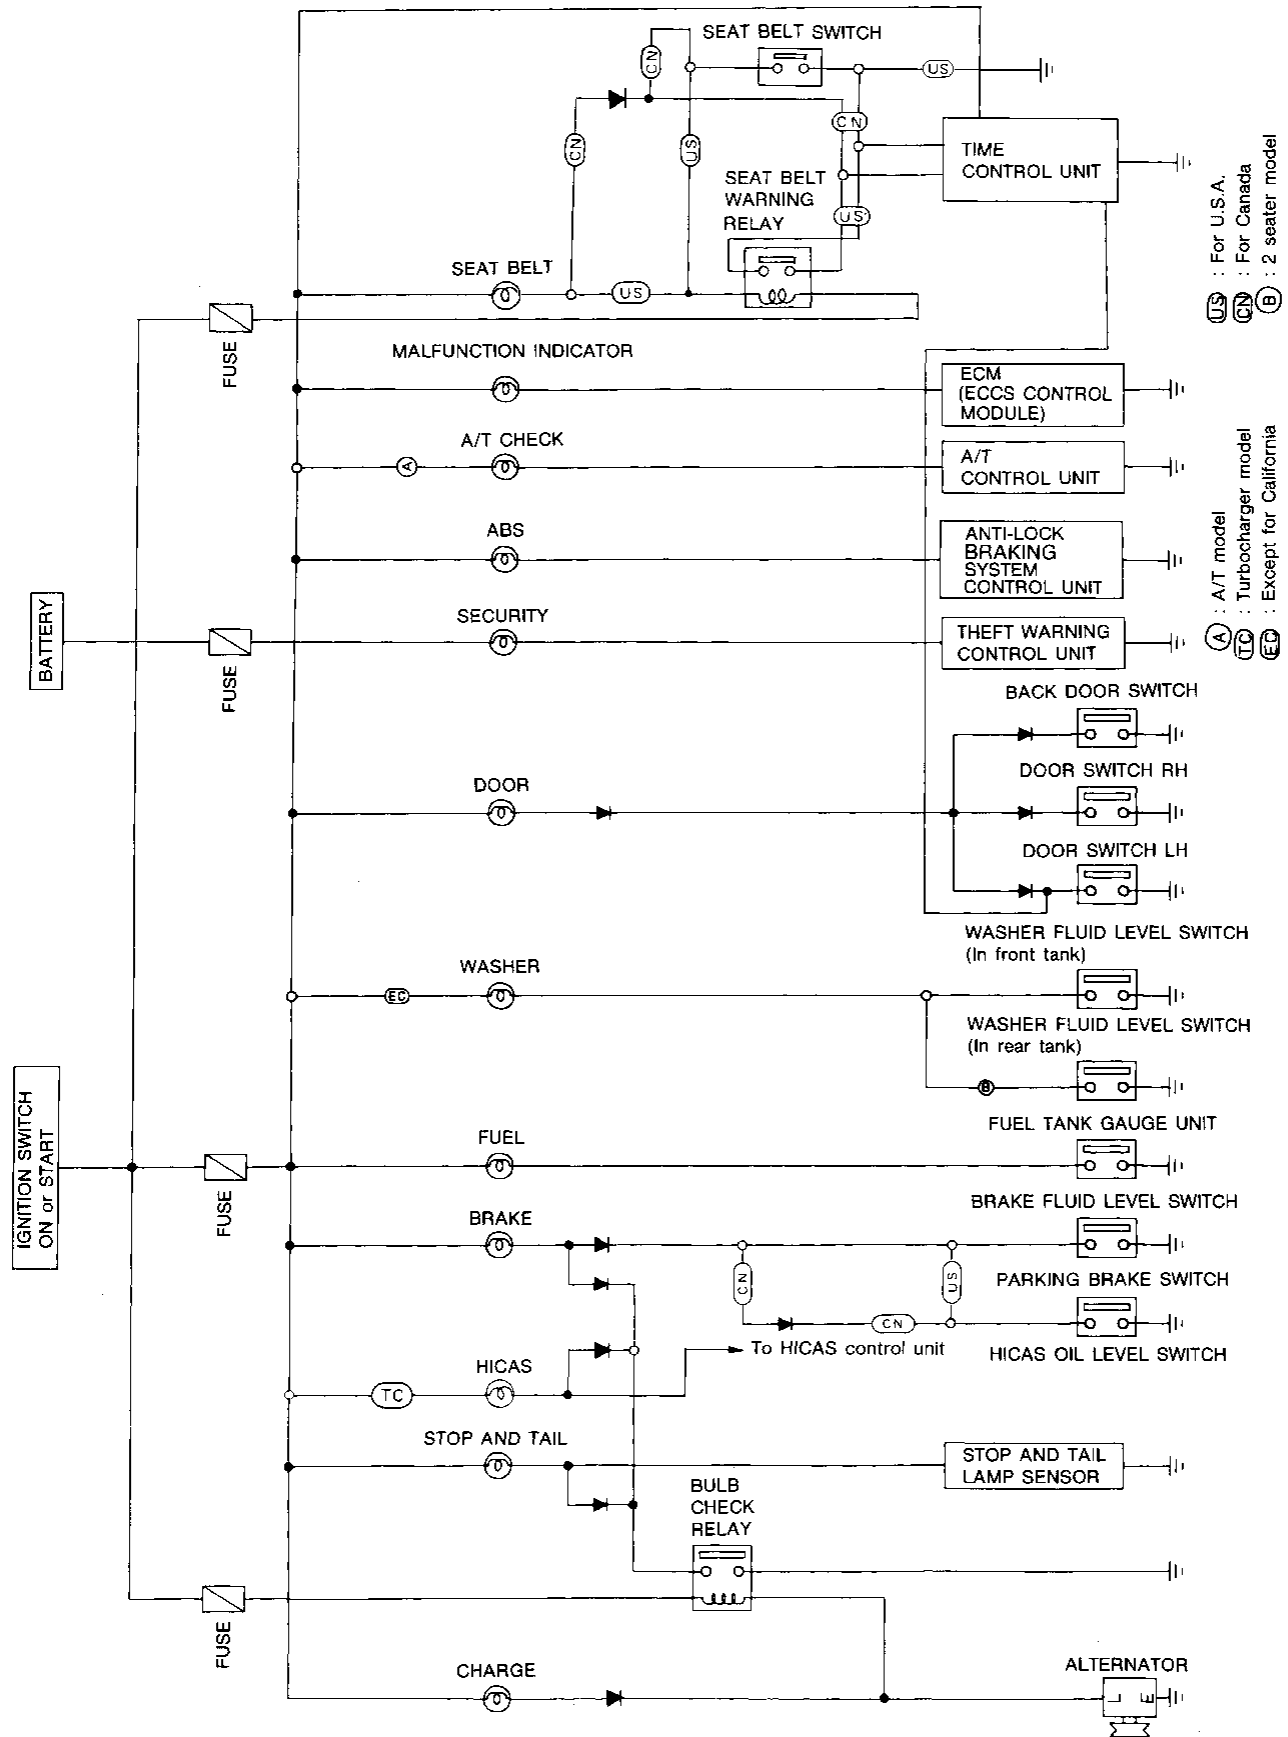 SEAT BELT SWITCH
CN
US
CN
CN
US
TIME
CONTROL UNIT
SEAT BELT
WARNING
RELAY
US
SEAT BELT
US
FUSE
US : For U.S.A.
CN : For Canada
B : 2 seater model
MALFUNCTION INDICATOR
ECM
(ECCS CONTROL
MODULE)
A/T CHECK
A
A/T
CONTROL UNIT
A : A/T model
TC : Turbocharger model
EC : Except for California
ABS
ANTI-LOCK
BRAKING
SYSTEM
CONTROL UNIT
BATTERY
FUSE
SECURITY
THEFT WARNING
CONTROL UNIT
BACK DOOR SWITCH
DOOR
DOOR SWITCH RH
DOOR SWITCH LH
WASHER FLUID LEVEL SWITCH
(In front tank)
WASHER
EC
WASHER FLUID LEVEL SWITCH
(In rear tank)
B
IGNITION SWITCH
ON or START
FUSE
FUEL
FUEL TANK GAUGE UNIT
BRAKE
BRAKE FLUID LEVEL SWITCH
CN
US
PARKING BRAKE SWITCH
CN
To HICAS control unit
HICAS OIL LEVEL SWITCH
HICAS
TC
STOP AND TAIL
STOP AND TAIL
LAMP SENSOR
BULB
CHECK
RELAY
FUSE
CHARGE
ALTERNATOR
L E